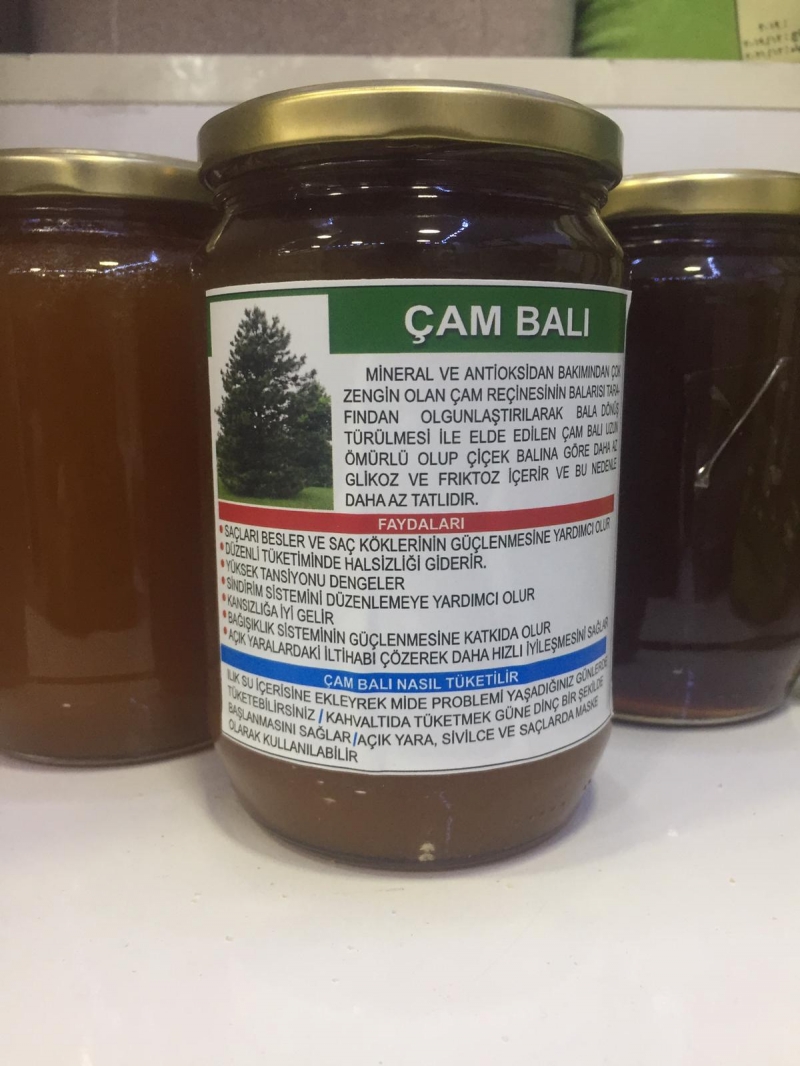 ÇAM BALI
MİNERAL VE ANTİOKSİDAN BAKIMINDAN ÇOK
ZENGİN OLAN ÇAM REÇİNESİNİN BALARISI TARA-
FINDAN OLGUNLAŞTIRILARAK BALA DÖNÜŞ
TÜRÜLMESİ İLE ELDE EDİLEN ÇAM BALI UZUN
ÖMÜRLÜ OLUP ÇİÇEK BALINA GÖRE DAHA AZ
GLİKOZ VE FRİKTOZ İÇERİR VE BU NEDENLE
DAHA AZ TATLIDIR.
FAYDALARI
• SAÇLARI BESLER VE SAÇ KÖKLERİNİN GÜÇLENMESİNE YARDIMCI OLUR
• DÜZENLİ TÜKETİMİNDE HALSİZLİĞİ GİDERİR.
• YÜKSEK TANSİYONU DENGELER
• SİNDİRİM SİSTEMİNİ DÜZENLEMEYE YARDIMCI OLUR
• KANSIZLIĞA İYİ GELİR
• BAĞIŞIKLIK SİSTEMİNİN GÜÇLENMESİNE KATKIDA OLUR
• AÇIK YARALARDAKİ İLTİHABİ ÇÖZEREK DAHA HIZLI İYİLEŞMESİNİ SAĞLAR
ÇAM BALI NASIL TÜKETİLİR
ILIK SU İÇERİSİNE EKLEYREK MİDE PROBLEMİ YAŞADIĞINIZ GÜNLERDE
TÜKETEBİLİRSİNİZ / KAHVALTIDA TÜKETMEK GÜNE DİNÇ BİR ŞEKİLDE
BAŞLANMASINI SAĞLAR /AÇIK YARA, SİVİLCE VE SAÇLARDA MASKE
OLARAK KULLANILABİLİR